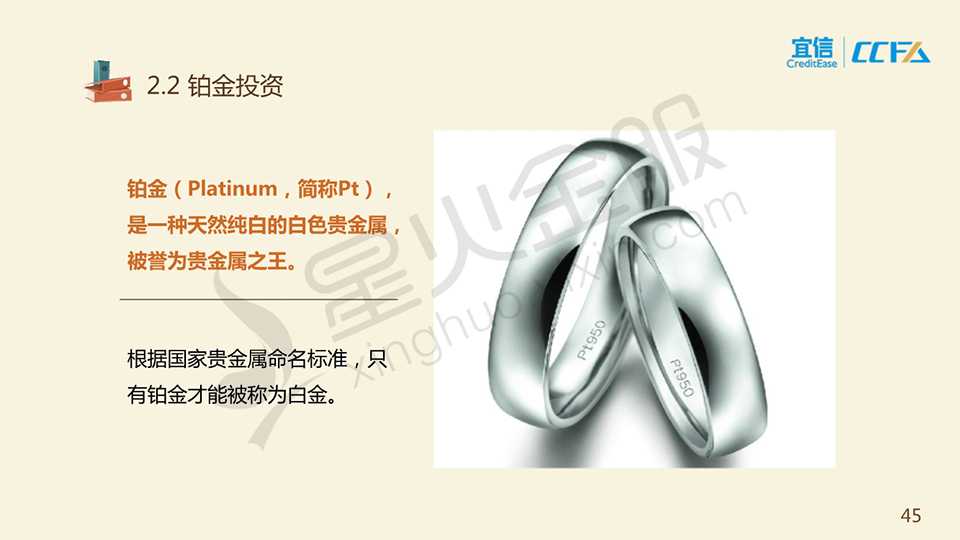 宜信
CreditEase
CCFA
2.2 铂金投资
铂金（Platinum，简称Pt），
是一种天然纯白的白色贵金属，
被誉为贵金属之王。
根据国家贵金属命名标准，只
有铂金才能被称为白金。
Pt950
Pt950
星火金服
45